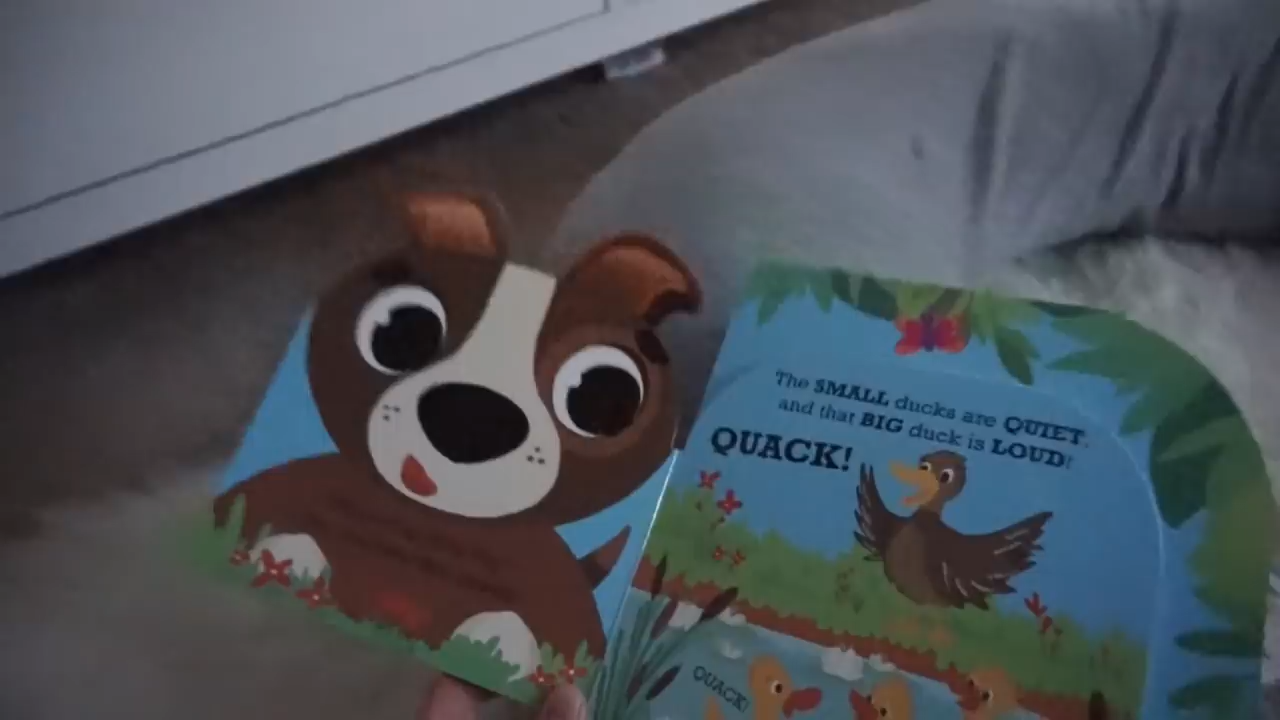 The SMALL ducks are QUIET,
and that BIG duck is LOUD!
QUACK!
QUACK!